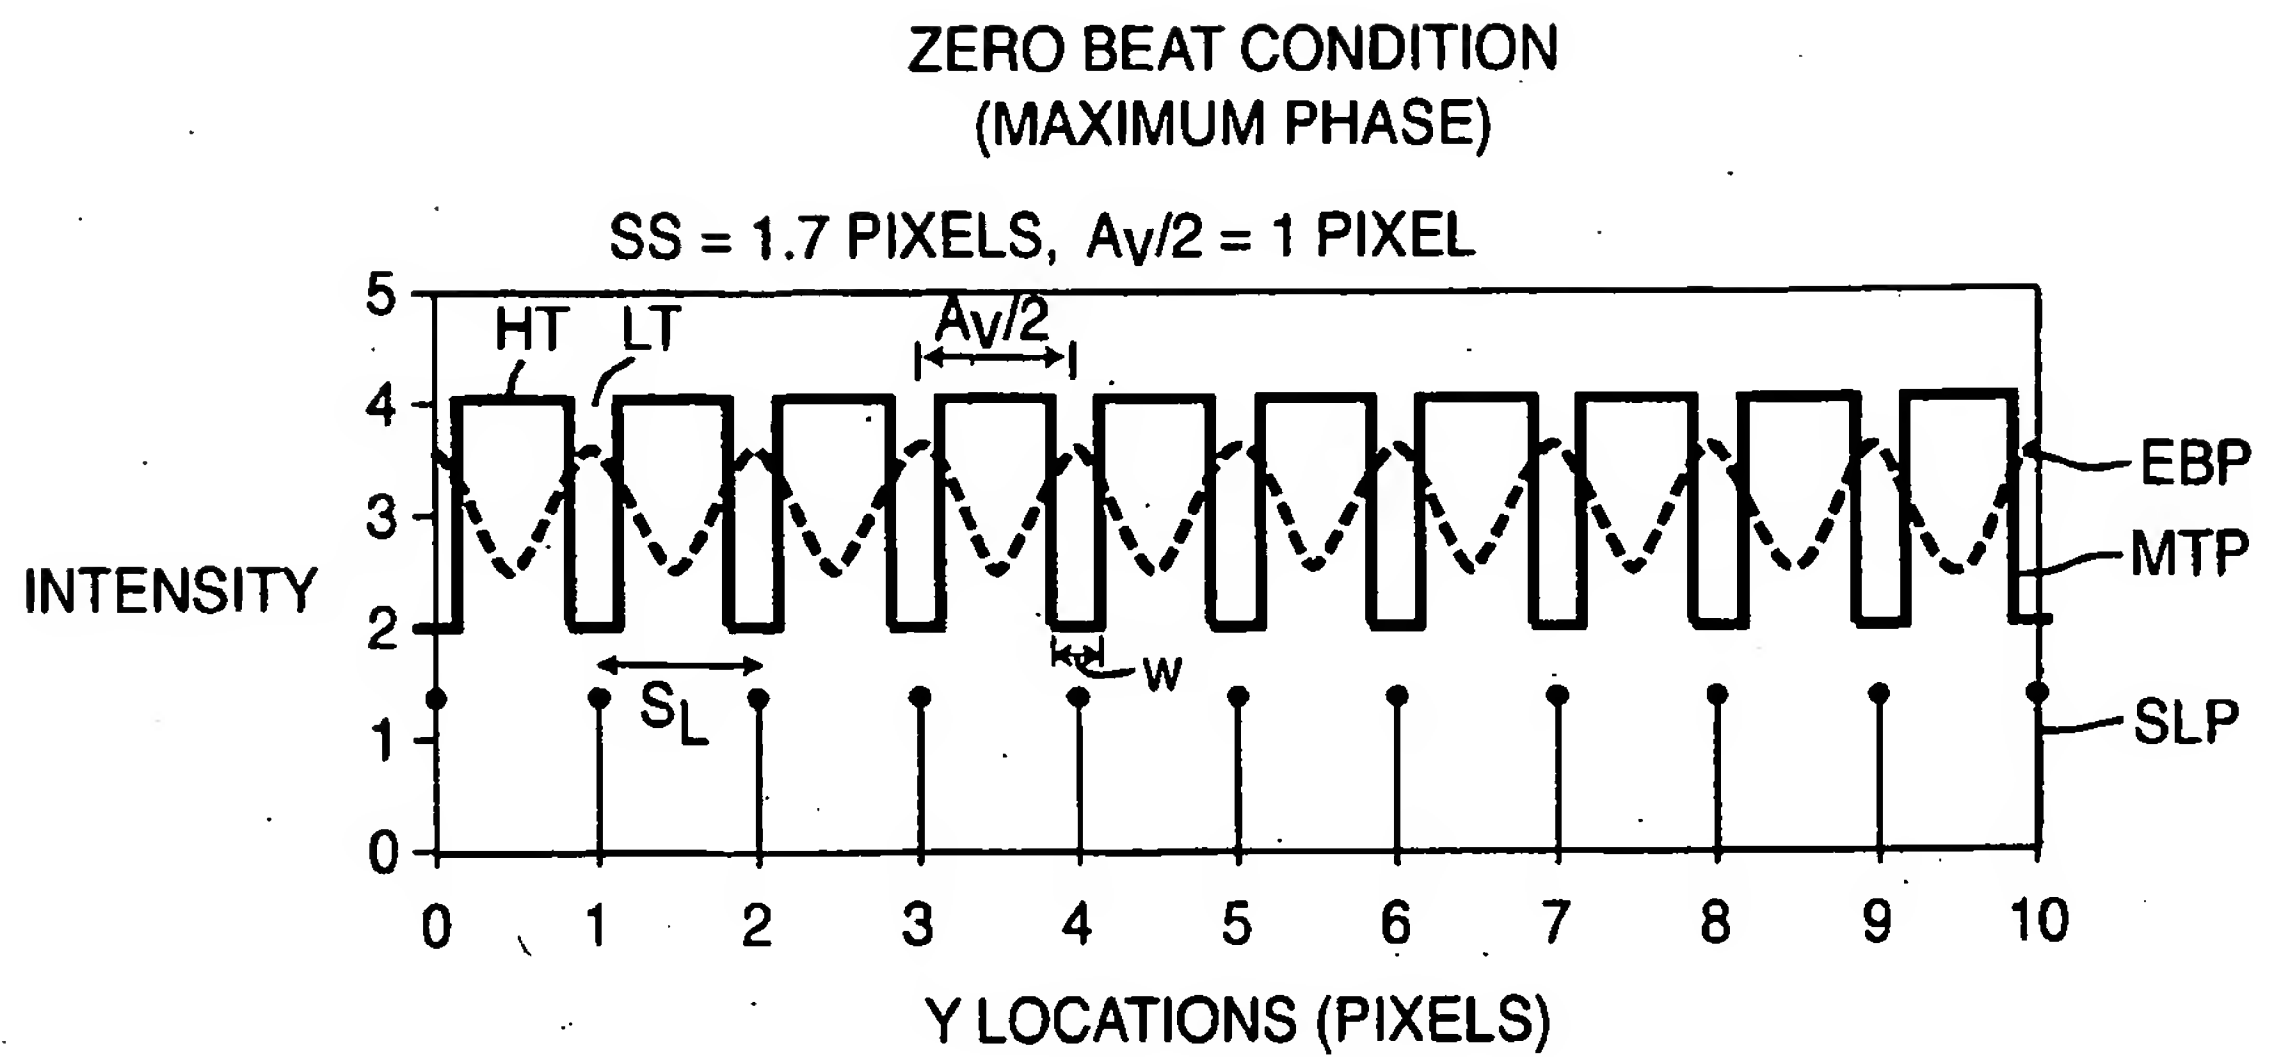 ZERO BEAT CONDITION
(MAXIMUM PHASE)
SS = 1.7 PIXELS, AV/2 = 1 PIXEL
5
HT LT AV/2
4
EBP
3
MTP
INTENSITY
2
W
SL
SLP
1
0
0 1 2 3 4 5 6 7 8 9 10
Y LOCATIONS (PIXELS)